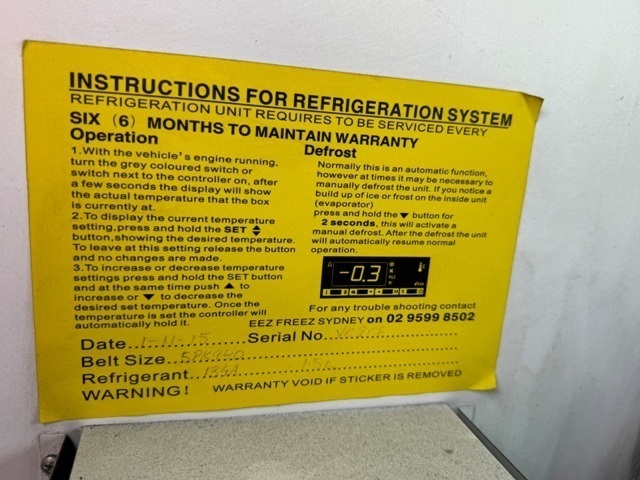 INSTRUCTIONS FOR REFRIGERATION SYSTEM
REFRIGERATION UNIT REQUIRES TO BE SERVICED EVERY
SIX (6) MONTHS TO MAINTAIN WARRANTY
Operation
1.With the vehicle's engine running,
turn the grey coloured switch or
switch next to the controller on, after
a few seconds the display will show
the actual temperature that the box
is currently at.
2.To display the current temperature
setting,press and hold the SET
button,showing the desired temperature.
To leave at this setting release the button
and no changes are made.
3.To increase or decrease temperature
settings press and hold the SET button
and at the same time push ▲ to
increase or ▼ to decrease the
desired set temperature. Once the
temperature is set the controller will
automatically hold it.
Defrost
Normally this is an automatic function,
however at times it may be necessary to
manually defrost the unit. If you notice a
build up of ice or frost on the inside unit
(evaporator)
press and hold the ▼ button for
2 seconds, this will activate a
manual defrost. After the defrost the unit
will automatically resume normal
operation.
-0.3
For any trouble shooting contact
EEZ FREEZ SYDNEY on 02 9599 8502
Date...1-11-15 Serial No...
Belt Size...
Refrigerant...134A
WARNING! WARRANTY VOID IF STICKER IS REMOVED